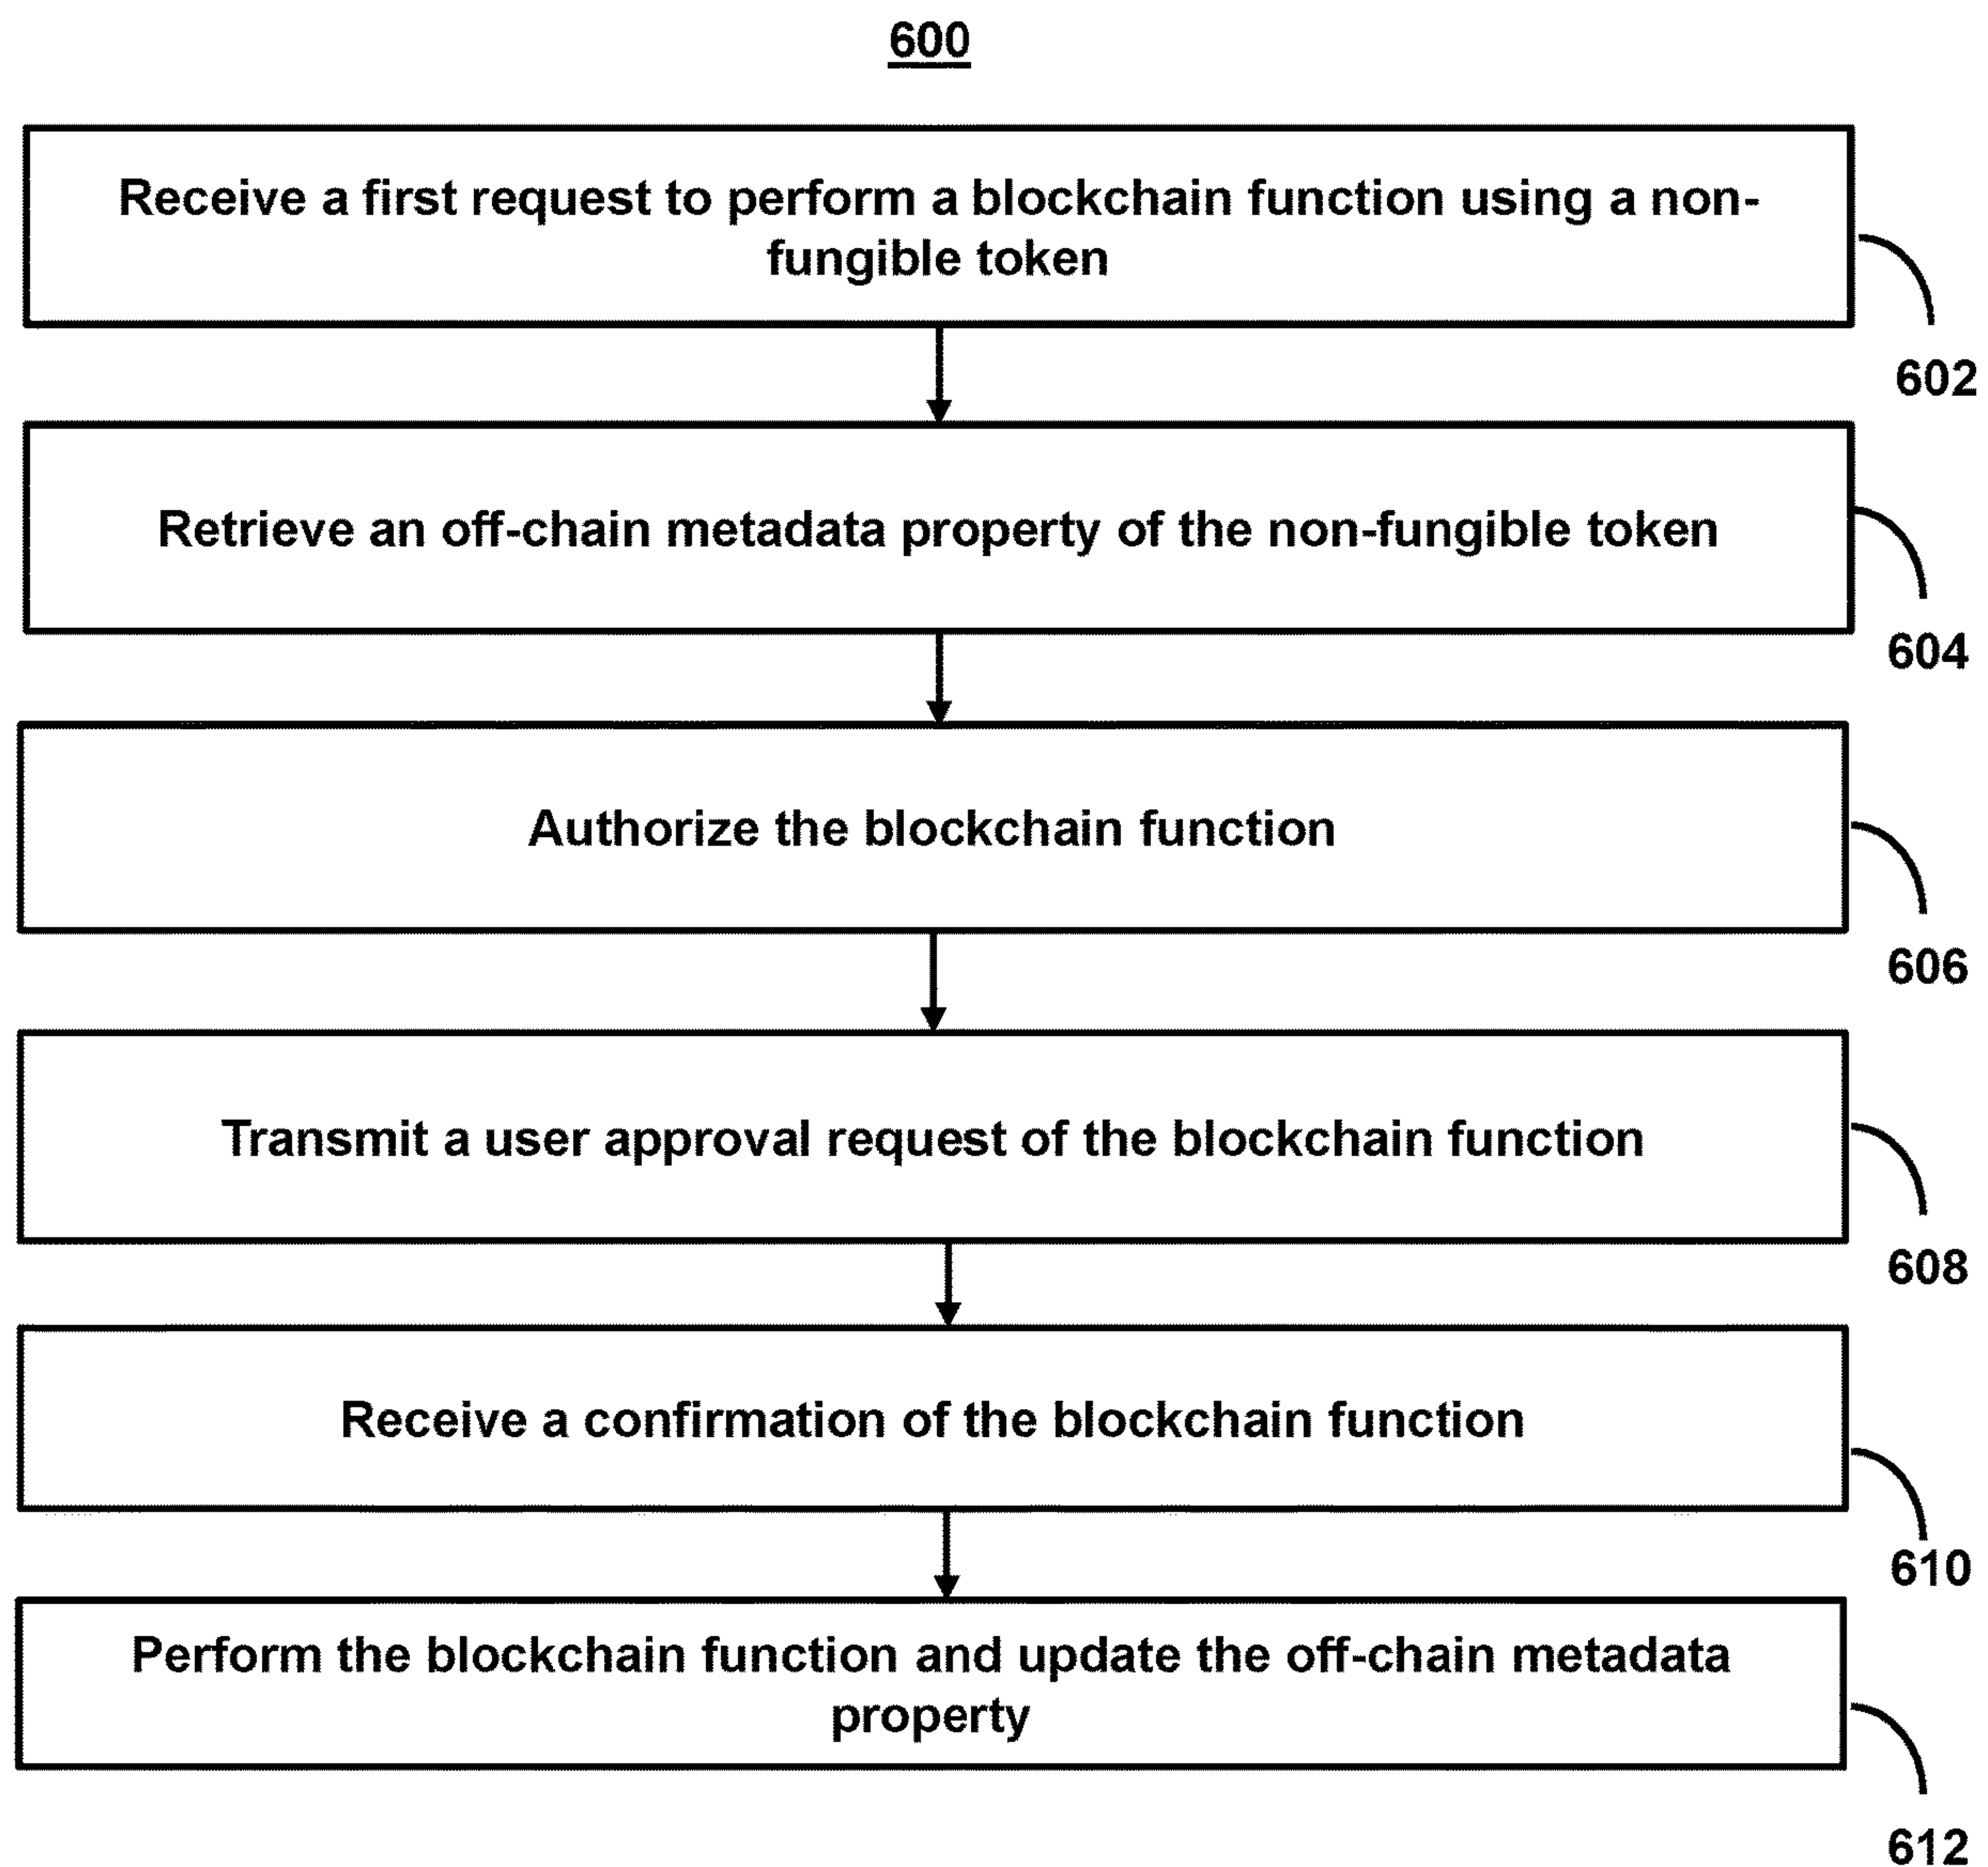 600
Receive a first request to perform a blockchain function using a non-
fungible token
602
Retrieve an off-chain metadata property of the non-fungible token
604
Authorize the blockchain function
606
Transmit a user approval request of the blockchain function
608
Receive a confirmation of the blockchain function
610
Perform the blockchain function and update the off-chain metadata
property
612